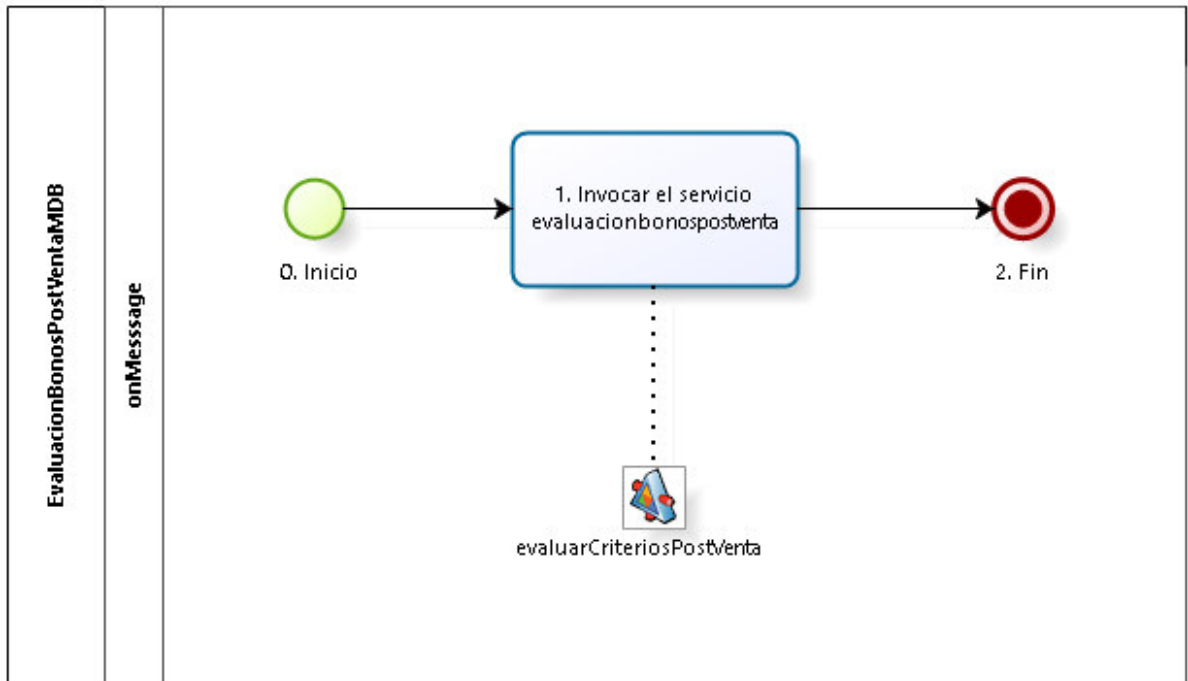 EvaluacionBonosPostVentaMDB
onMesssage
0. Inicio
1. Invocar el servicio
evaluacionbonospostventa
2. Fin
evaluarCriteriosPostVenta